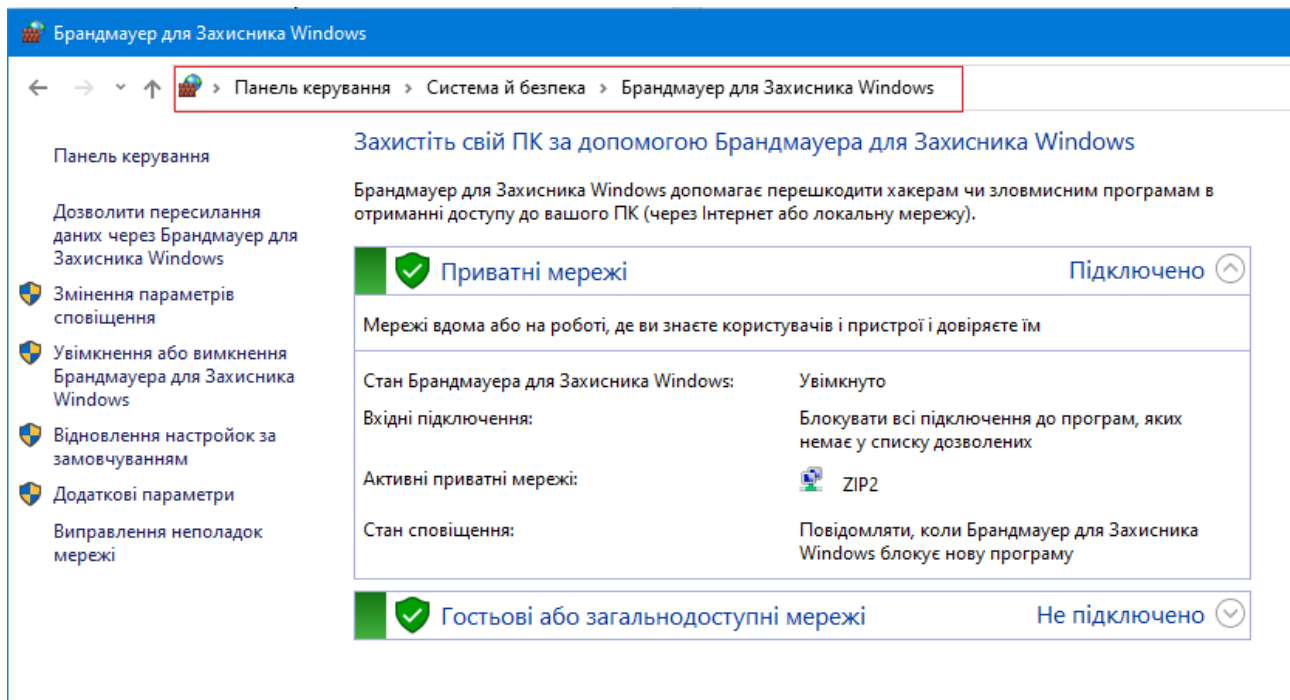 Брандмауер для Захисника Windows
Панель керування > Система й безпека > Брандмауер для Захисника Windows
Панель керування
Дозволити пересилання
даних через Брандмауер для
Захисника Windows
Змінення параметрів
сповіщення
Увімкнення або вимкнення
Брандмауера для Захисника
Windows
Відновлення настройок за
замовчуванням
Додаткові параметри
Виправлення неполадок
мережі
Захистіть свій ПК за допомогою Брандмауера для Захисника Windows
Брандмауер для Захисника Windows допомагає перешкодити хакерам чи зловмисним програмам в
отриманні доступу до вашого ПК (через Інтернет або локальну мережу).
Приватні мережі Підключено
Мережі вдома або на роботі, де ви знаєте користувачів і пристрої і довіряєте їм
Стан Брандмауера для Захисника Windows: Увімкнуто
Вхідні підключення: Блокувати всі підключення до програм, яких
немає у списку дозволених
Активні приватні мережі: ZIP2
Стан сповіщення: Повідомляти, коли Брандмауер для Захисника
Windows блокує нову програму
Гостьові або загальнодоступні мережі Не підключено